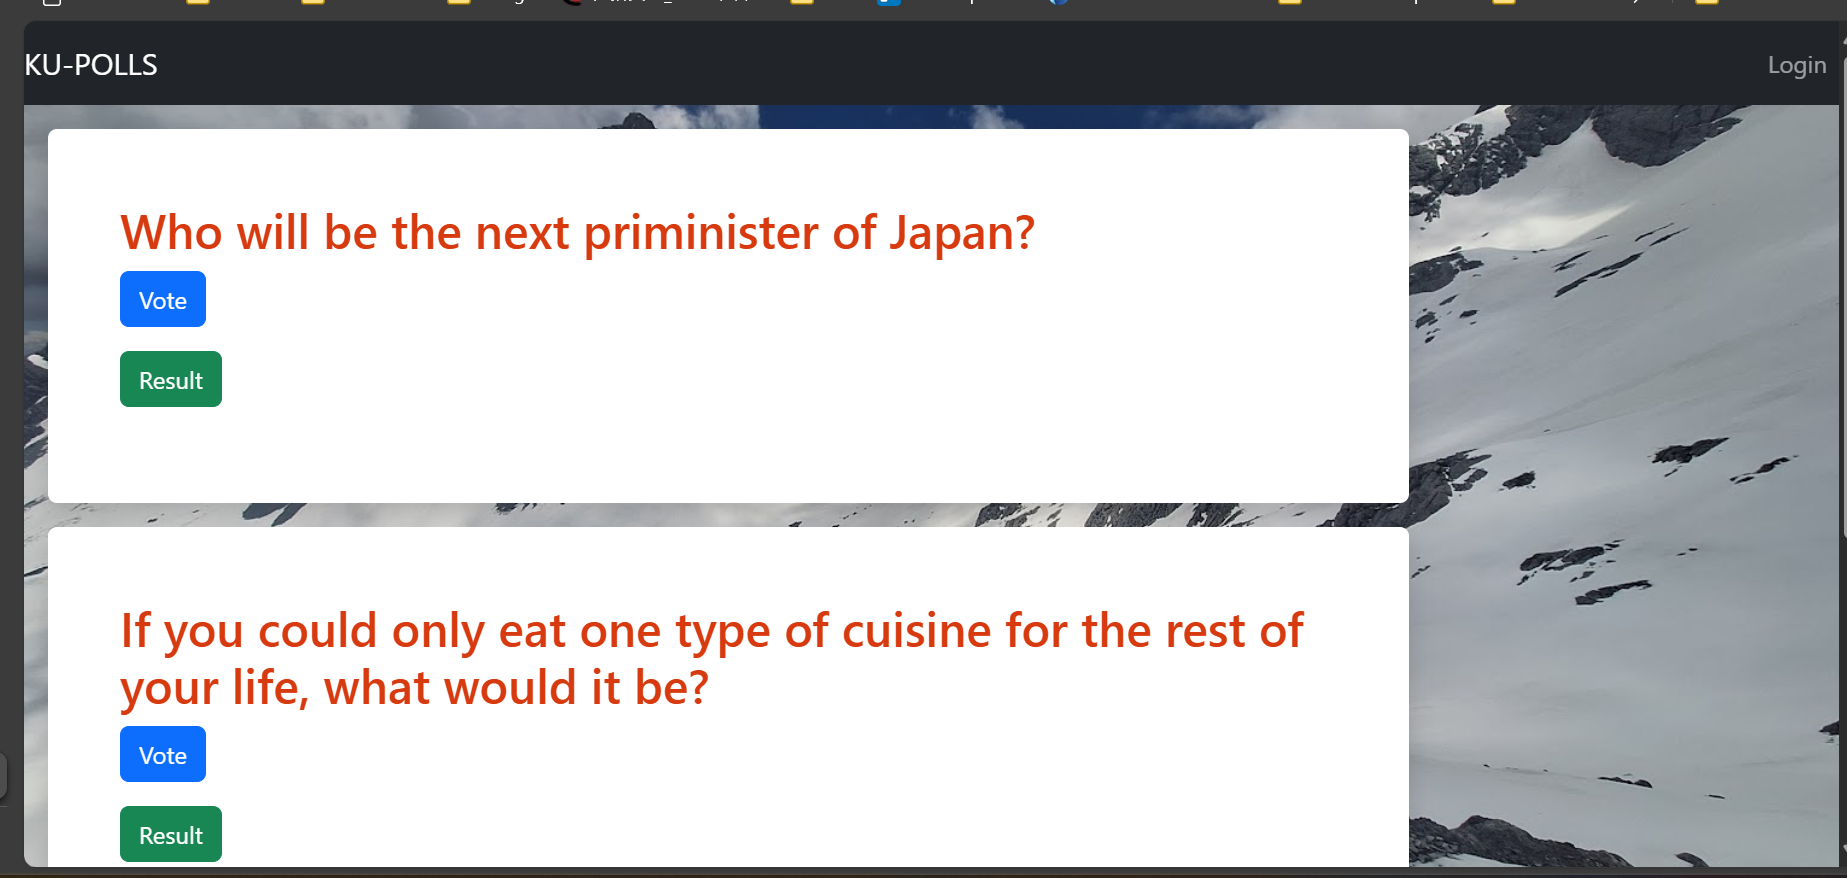 KU-POLLS
Login
Who will be the next priminister of Japan?
Vote
Result
If you could only eat one type of cuisine for the rest of
your life, what would it be?
Vote
Result